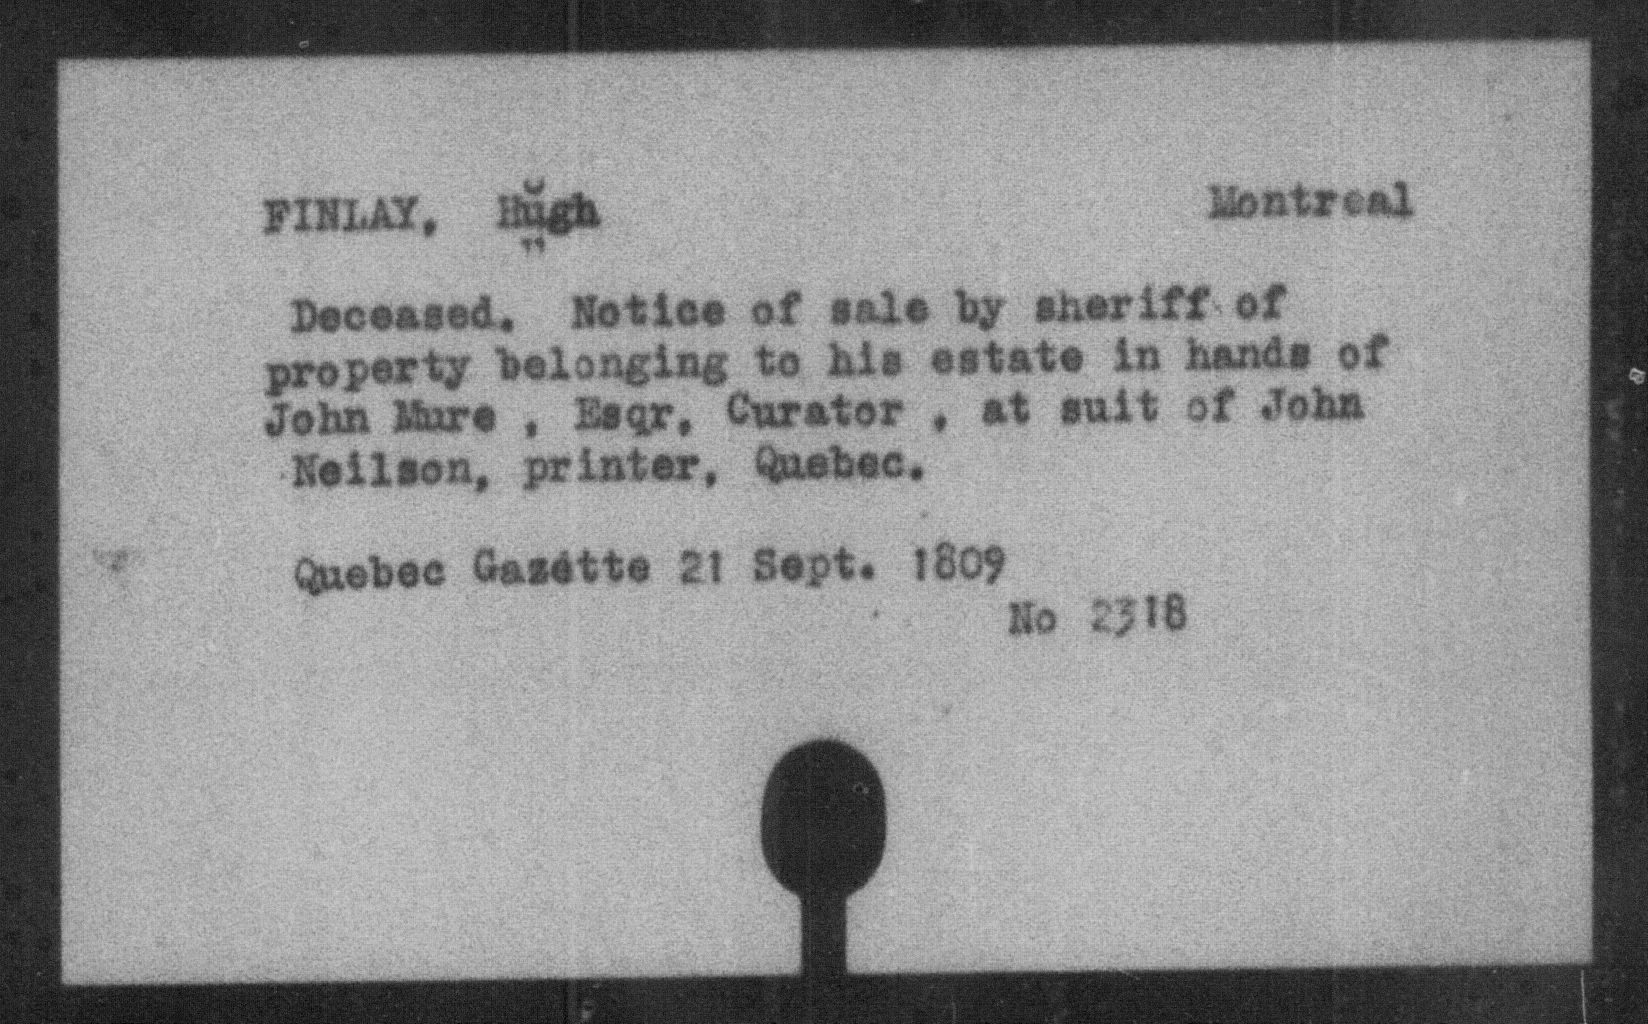 FINLAY, Hugh Montreal
Deceased. Notice of sale by sheriff of
property belonging to his estate in hands of
John Mure , Esqr. Curator , at suit of John
Neilson, printer, Quebec.
Quebec Gazette 21 Sept. 1809
No 2318